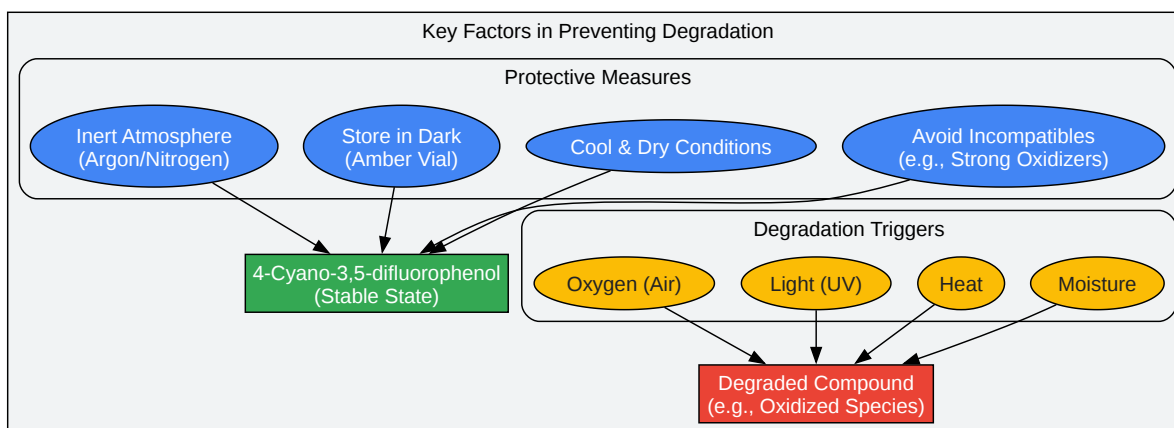 Key Factors in Preventing Degradation
Protective Measures
Inert Atmosphere
(Argon/Nitrogen)
Store in Dark
(Amber Vial)
Cool & Dry Conditions
Avoid Incompatibles
(e.g., Strong Oxidizers)
Degradation Triggers
4-Cyano-3,5-difluorophenol
(Stable State)
Oxygen (Air)
Light (UV)
Heat
Moisture
Degraded Compound
(e.g., Oxidized Species)